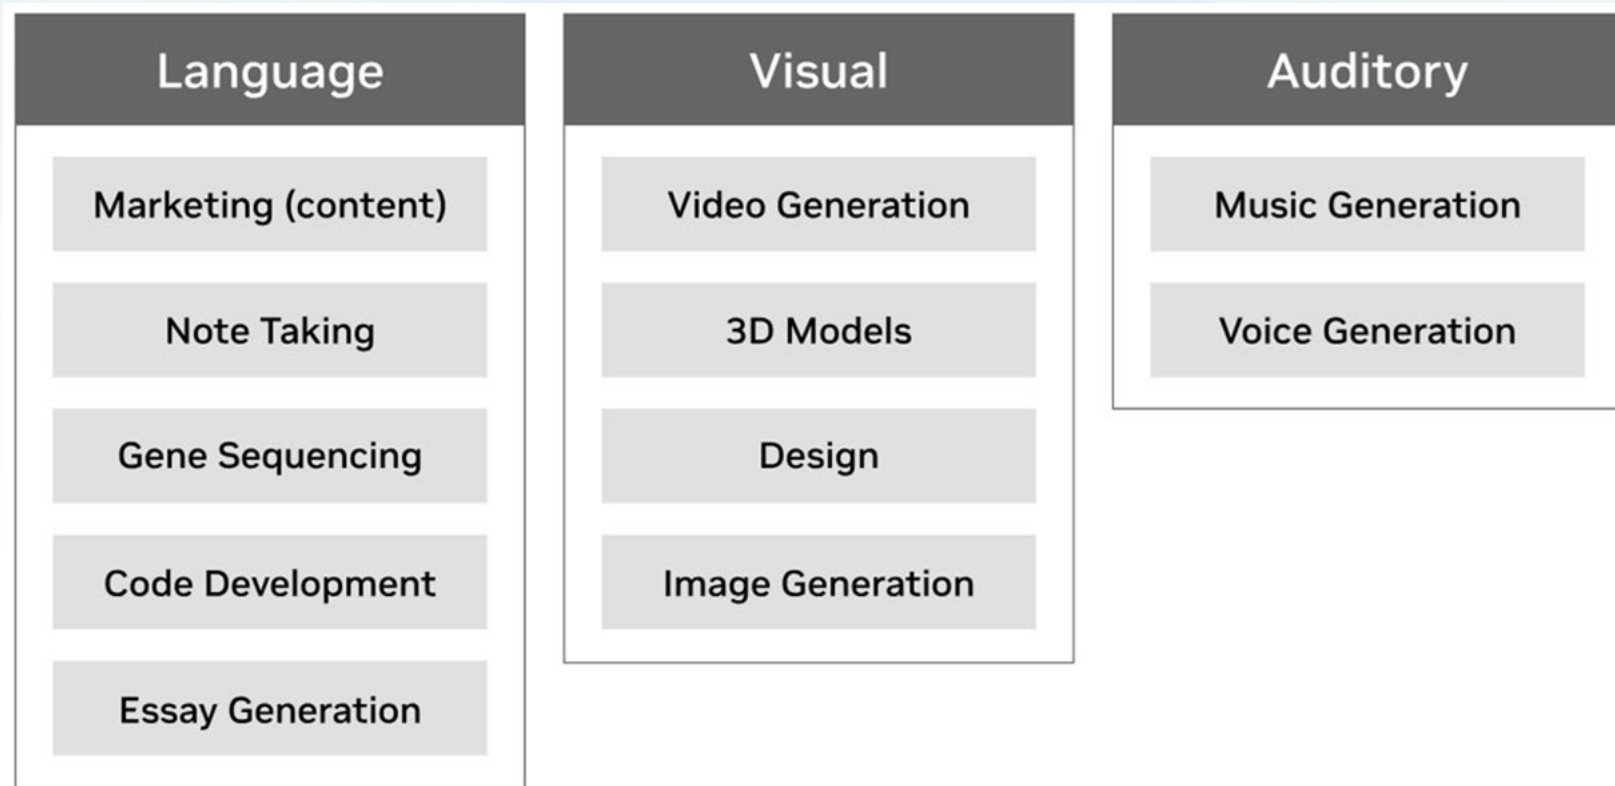 Language
Marketing (content)
Note Taking
Gene Sequencing
Code Development
Essay Generation
Visual
Video Generation
3D Models
Design
Image Generation
Auditory
Music Generation
Voice Generation